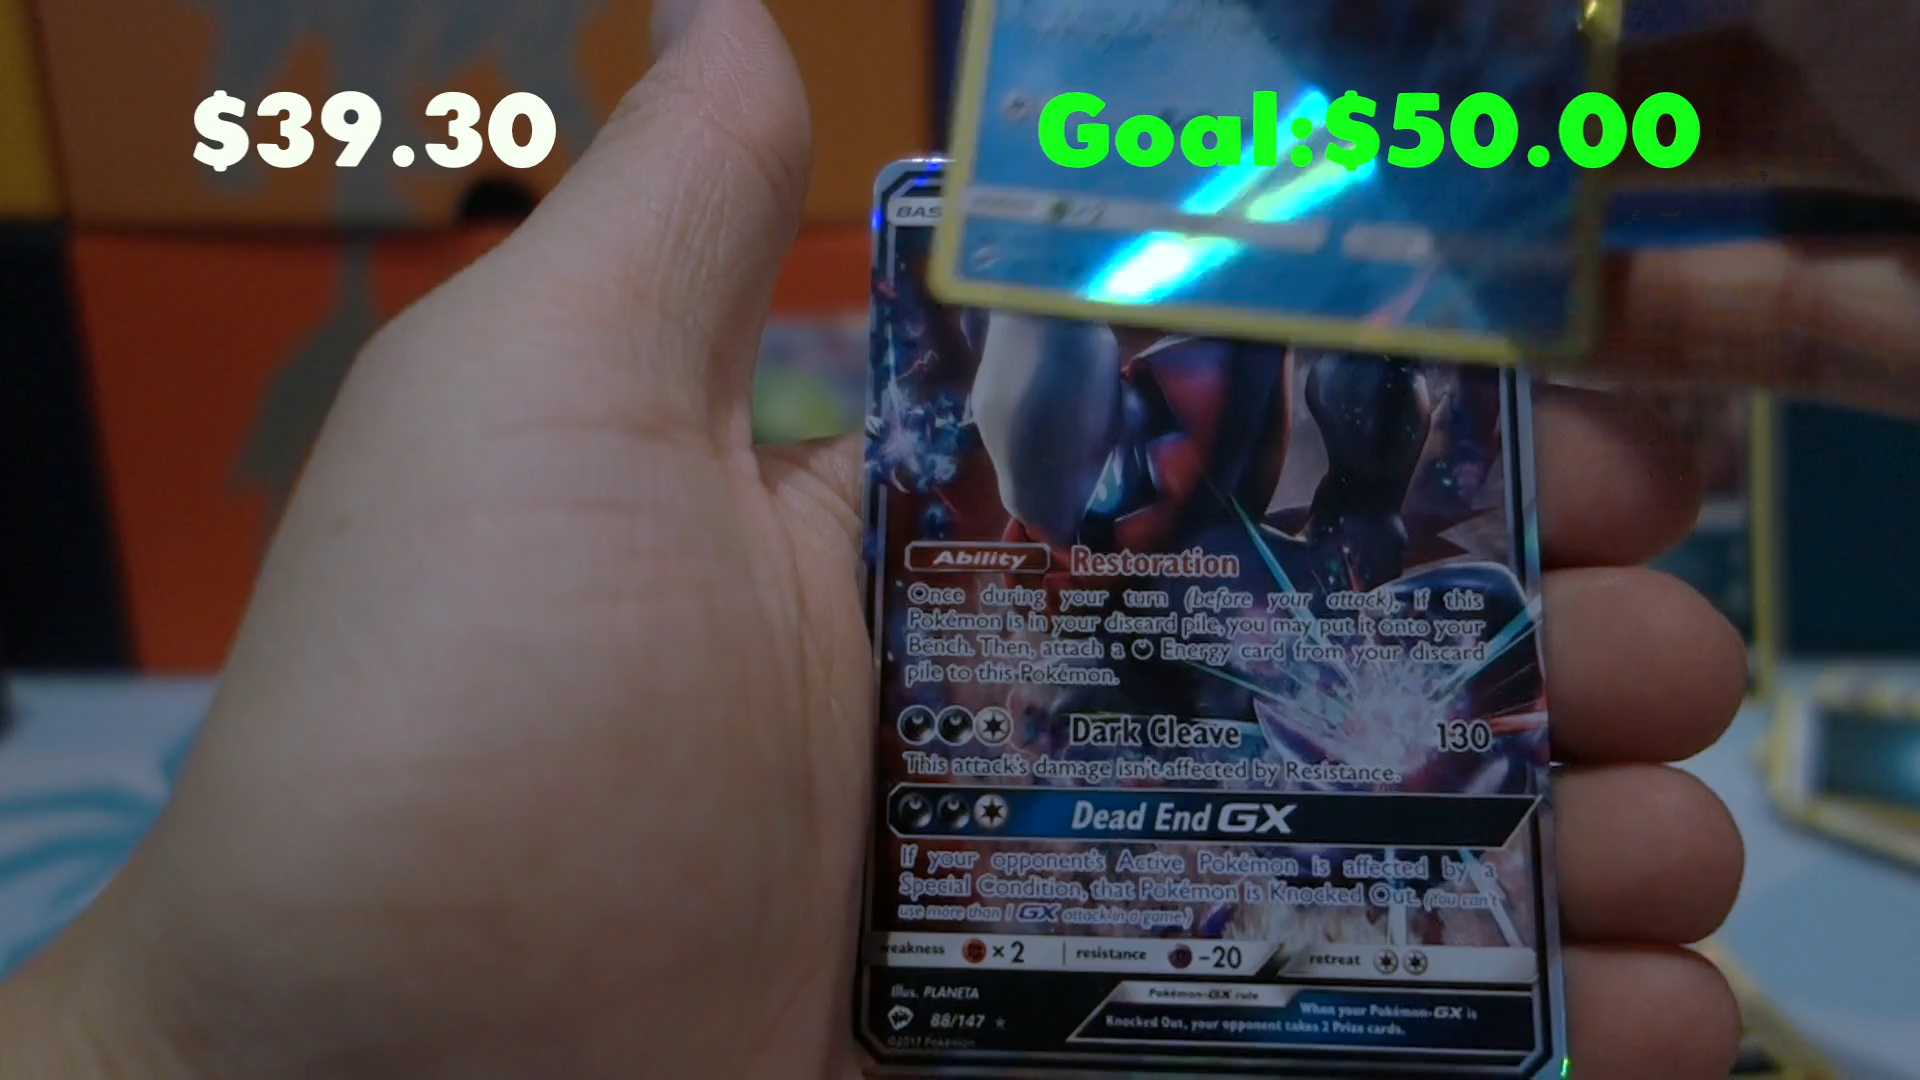 $39.30
Goal:$50.00
BAS
Ability Restoration
Once during your turn (before your attack), if this
Pokémon is in your discard pile, you may put it onto your
Bench. Then, attach a Energy card from your discard
pile to this Pokémon.
Dark Cleave 130
This attack's damage isn't affected by Resistance.
Dead End GX
If your opponent's Active Pokémon is affected by a
Special Condition, that Pokémon is Knocked Out. (You can't
use more than 1 GX attack in a game.)
weakness ×2 resistance -20 retreat
Illus. PLANETA
Pokémon-GX rule
When your Pokémon-GX is
88/147
Knocked Out, your opponent takes 2 Prize cards.
©2017 Pokémon